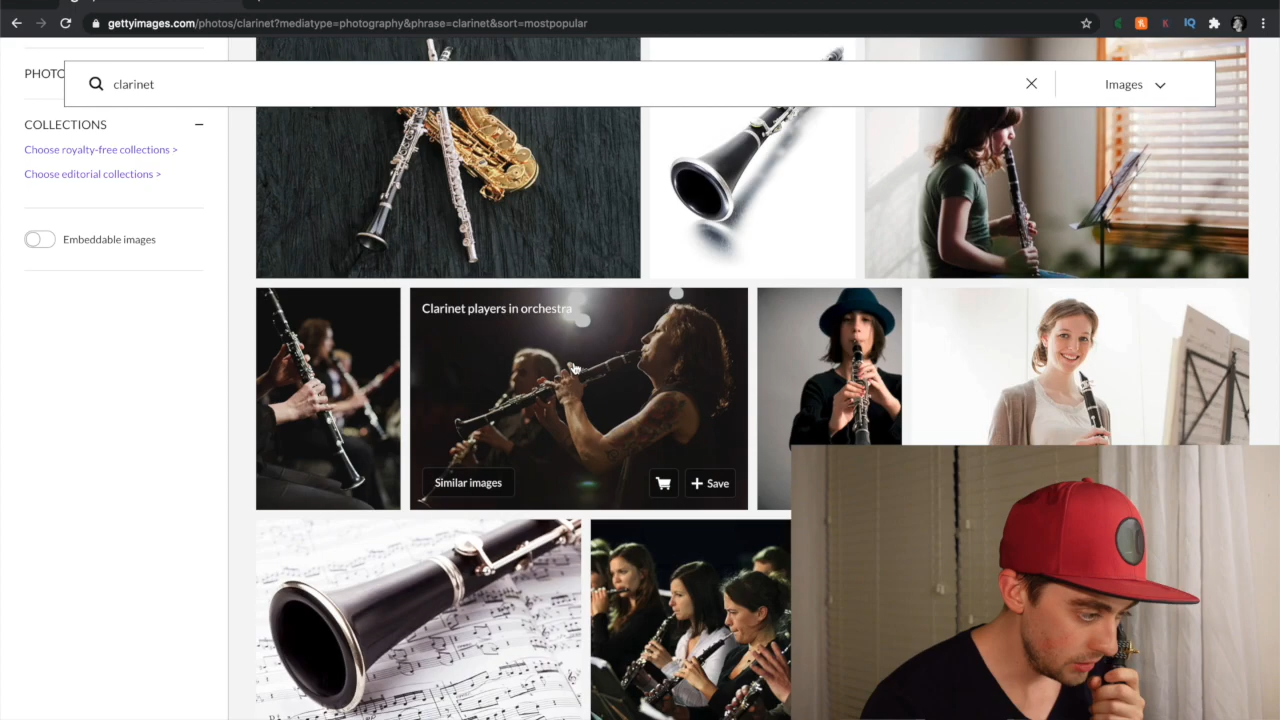 gettyimages.com/photos/clarinet?mediatype=photography&phrase=clarinet&sort=mostpopular
IQ
PHOTO
clarinet
Images
COLLECTIONS
Choose royalty-free collections >
Choose editorial collections >
Embeddable images
Clarinet players in orchestra
Similar images
Save